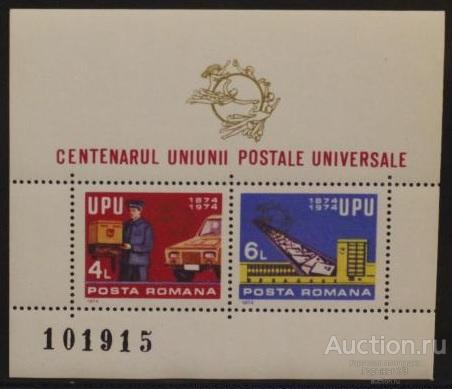 CENTENARUL UNIUNII POSTALE UNIVERSALE
UPU 1874
1974
4L
POSTA ROMANA
1974
1874
1974 UPU
6L
POSTA ROMANA
1974
101915
Auction.ru